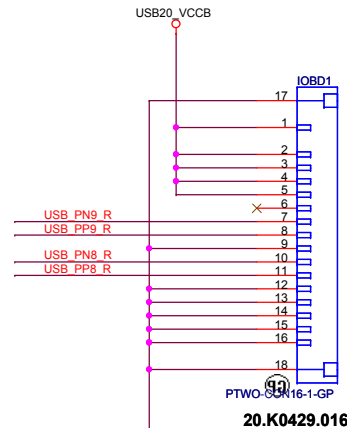 USB20_VCCB
IOBD1
17
1
2
3
4
5
6
USB_PN9_R 7
USB_PP9_R 8
9
USB_PN8_R 10
USB_PP8_R 11
12
13
14
15
16
18
PTWO-CON16-1-GP
20.K0429.016